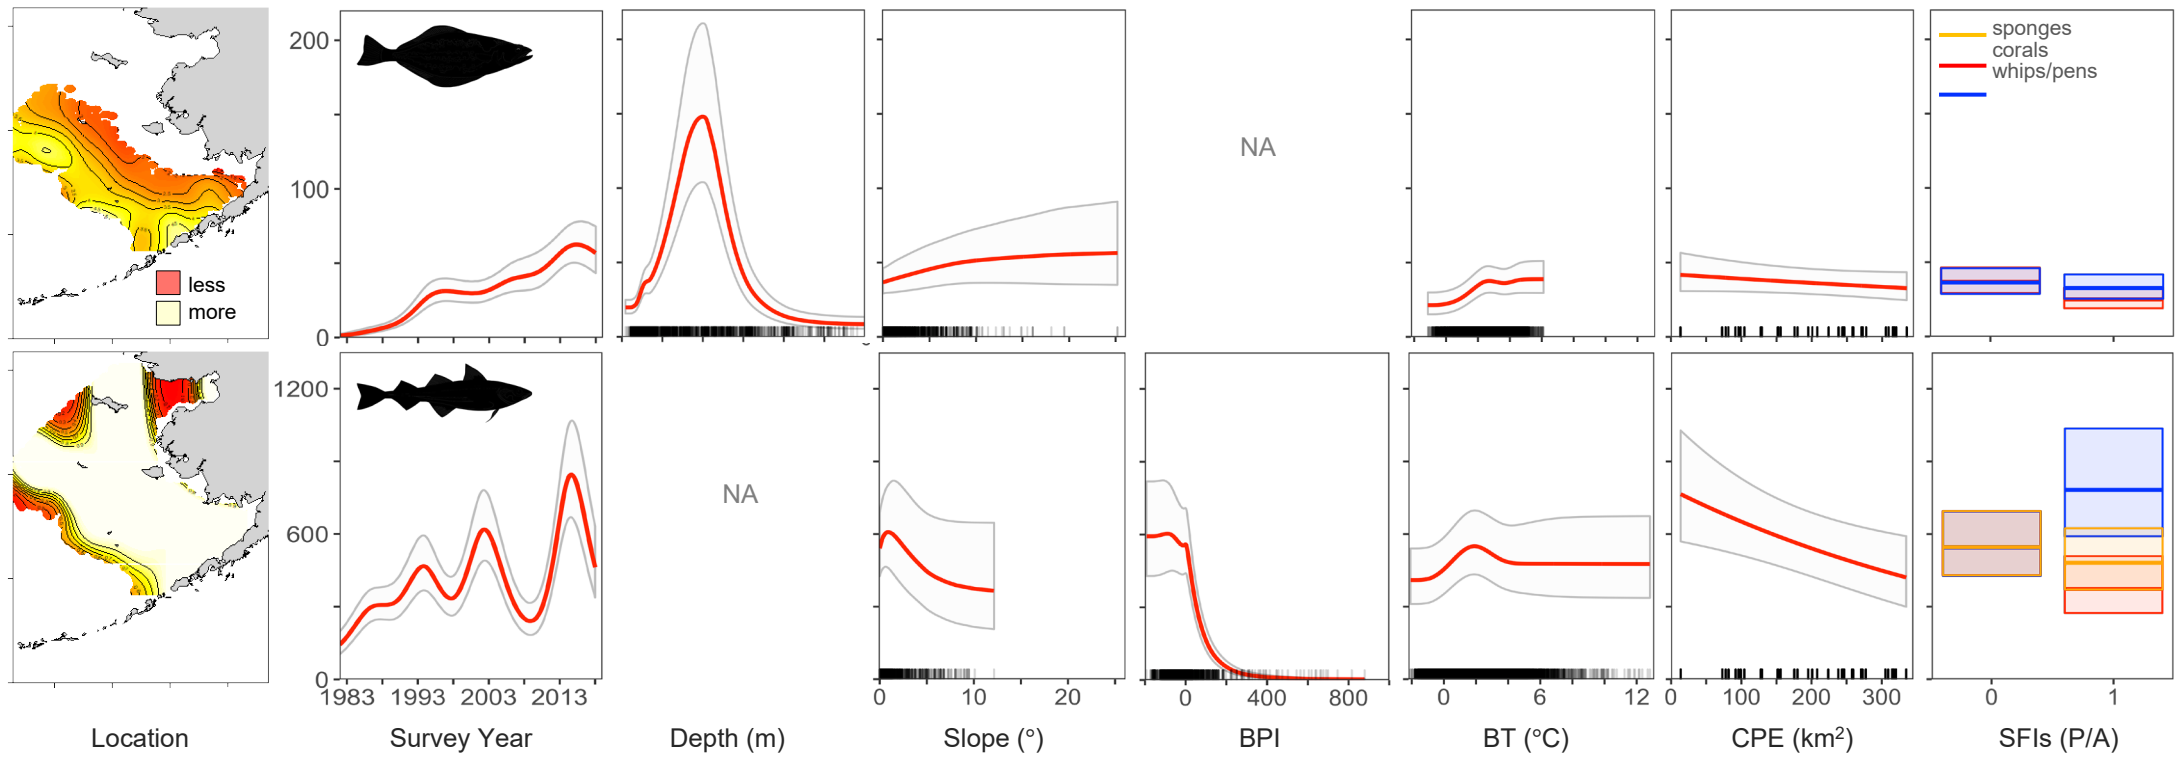 200
100
0
less
more
NA
sponges
corals
whips/pens
1200
600
0
NA
1983 1993 2003 2013
0 10 20
0 400 800
0 6 12
0 100 200 300
0 1
Location
Survey Year
Depth (m)
Slope (°)
BPI
BT (°C)
CPE (km²)
SFIs (P/A)